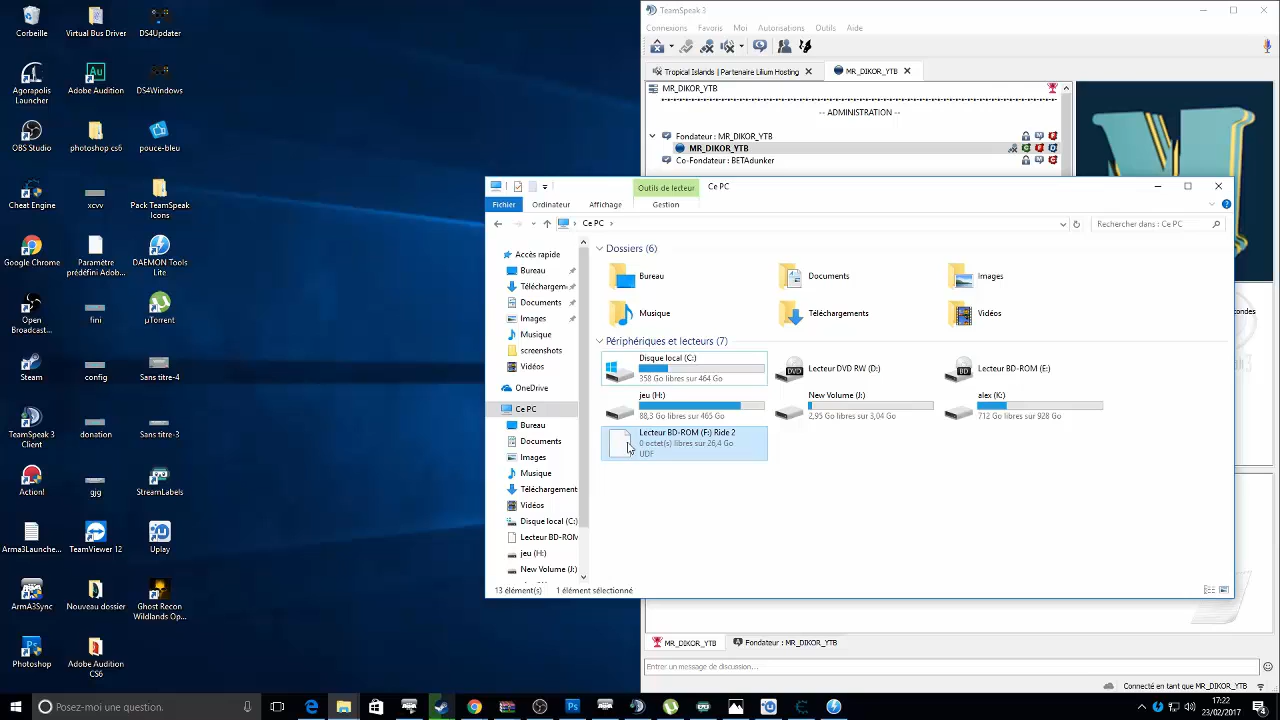 Corbeille
Virtual Bus Driver
DS4Updater
Agorapolis
Launcher
Adobe Audition
DS4Windows
OBS Studio
photoshop cs6
pouce-bleu
Cheat Engine
xcvv
Pack TeamSpeak
Icons
Google Chrome
Paramètre
prédéfini Adob...
DAEMON Tools
Lite
Open
Broadcast...
fini
µTorrent
Steam
config
Sans titre-4
TeamSpeak 3
Client
donation
Sans titre-3
Action!
gjg
StreamLabels
Arma3Launche...
TeamViewer 12
Uplay
ArmA3Sync
Nouveau dossier
Ghost Recon
Wildlands Op...
Photoshop
Adobe Audition
CS6
TeamSpeak 3
Connexions
Favoris
Moi
Autorisations
Outils
Aide
Tropical Islands | Partenaire Lilium Hosting
MR_DIKOR_YTB
MR_DIKOR_YTB
-- ADMINISTRATION --
Fondateur : MR_DIKOR_YTB
MR_DIKOR_YTB
Co-Fondateur : BETAdunker
Outils de lecteur
Ce PC
Fichier
Ordinateur
Affichage
Gestion
Ce PC
Rechercher dans : Ce PC
Accès rapide
Bureau
Téléchargem
Documents
Images
Musique
screenshots
Vidéos
OneDrive
Ce PC
Bureau
Documents
Images
Musique
Téléchargement
Vidéos
Disque local (C:)
Lecteur BD-ROM
jeu (H:)
New Volume (J:)
Dossiers (6)
Bureau
Documents
Images
Musique
Téléchargements
Vidéos
Périphériques et lecteurs (7)
Disque local (C:)
358 Go libres sur 464 Go
DVD
Lecteur DVD RW (D:)
BD
Lecteur BD-ROM (E:)
jeu (H:)
88,3 Go libres sur 465 Go
New Volume (J:)
2,95 Go libres sur 3,04 Go
alex (K:)
712 Go libres sur 928 Go
Lecteur BD-ROM (F:) Ride 2
0 octet(s) libres sur 26,4 Go
UDF
13 élément(s)
1 élément sélectionné
condes
MR_DIKOR_YTB
Fondateur : MR_DIKOR_YTB
Entrer un message de discussion...
Connecté en tant que MR_DIKOR_YTB
Posez-moi une question.
17:22
23/02/2017